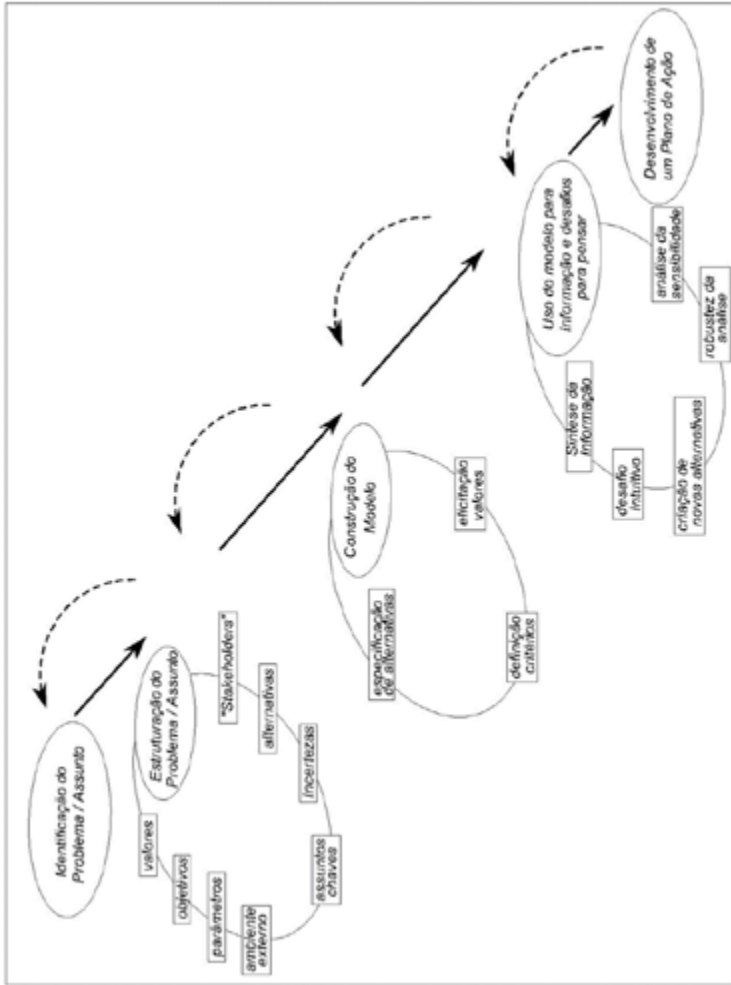 Identificação do
Problema / Assunto
Estruturação do
Problema / Assunto
valores
objetivos
parâmetros
ambiente
externo
assuntos
chaves
incertezas
alternativas
"Stakeholders"
Construção do
Modelo
especificação
de alternativas
definição
critérios
elicitação
valores
Uso do modelo para
informação e desafios
para pensar
Síntese da
informação
desafio
intuitivo
criação de
novas alternativas
robustez da
análise
análise da
sensibilidade
Desenvolvimento de
um Plano de Ação